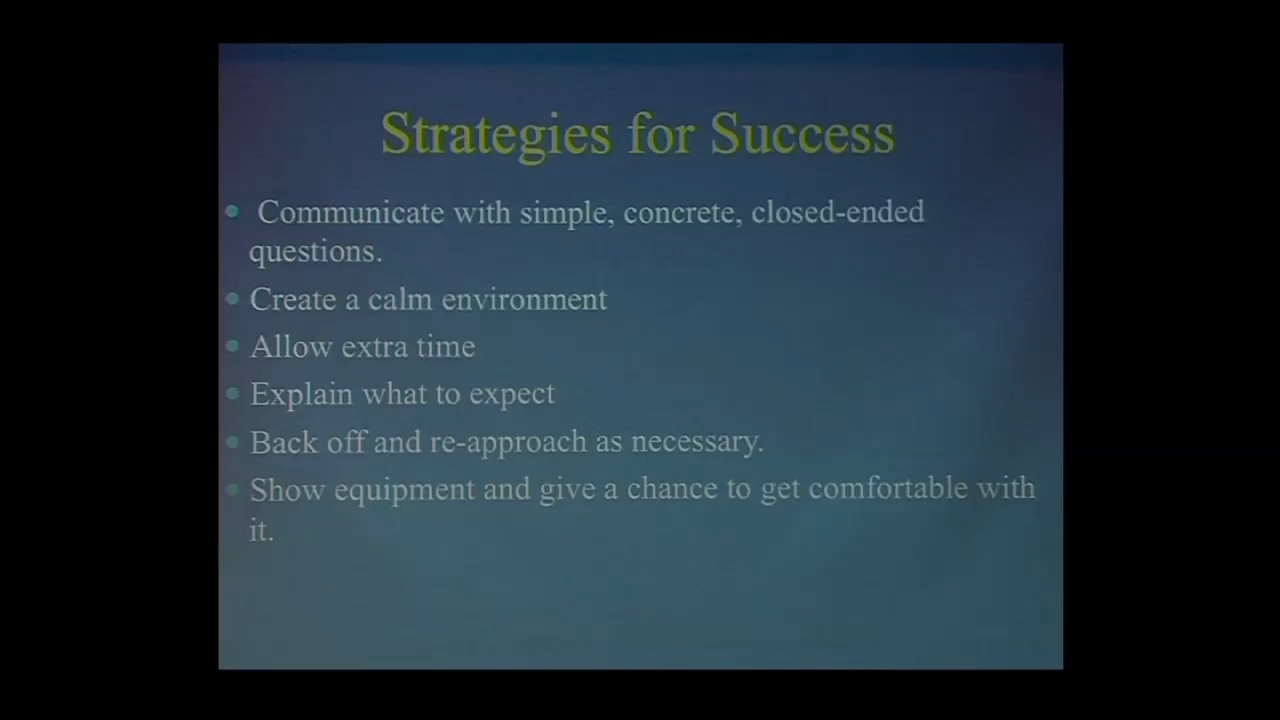 Strategies for Success
• Communicate with simple, concrete, closed-ended
questions.
• Create a calm environment
• Allow extra time
• Explain what to expect
• Back off and re-approach as necessary.
• Show equipment and give a chance to get comfortable with
it.